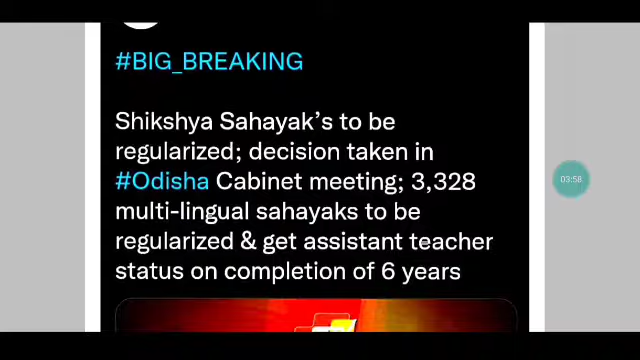 #BIG_BREAKING
Shikshya Sahayak's to be
regularized; decision taken in
#Odisha Cabinet meeting; 3,328
multi-lingual sahayaks to be
regularized & get assistant teacher
status on completion of 6 years
03:58